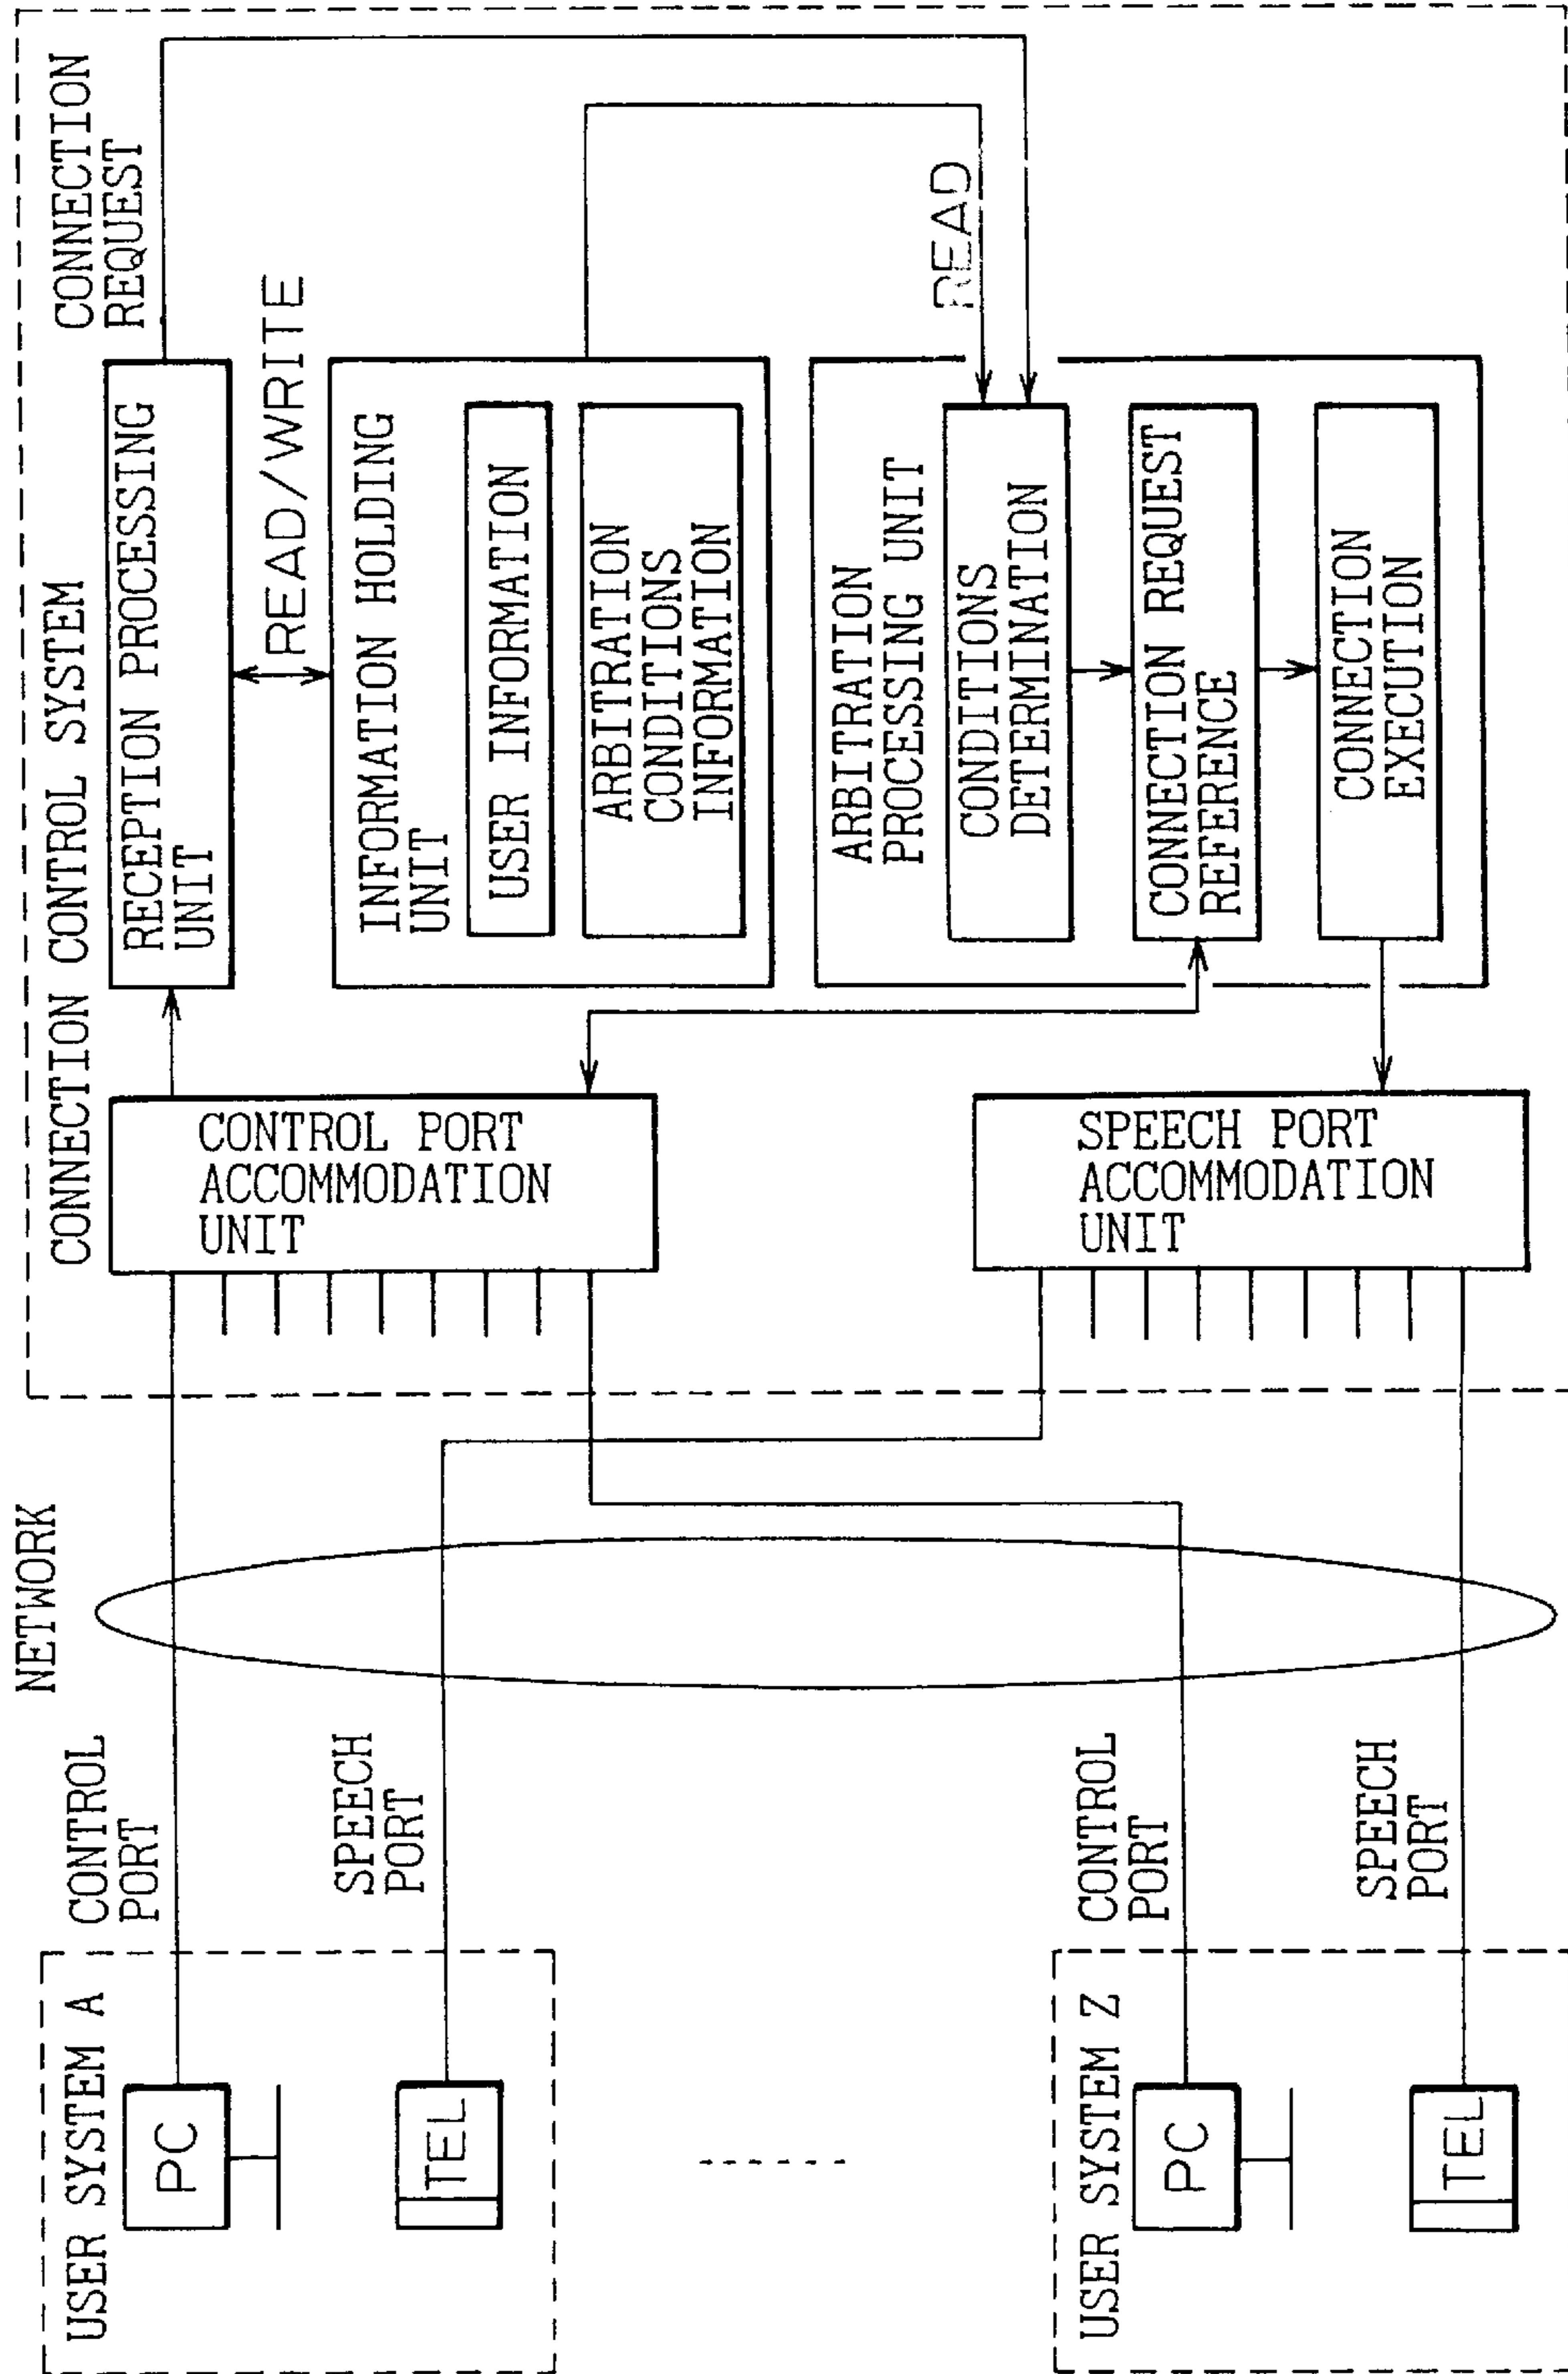 USER SYSTEM A
PC
TEL
USER SYSTEM Z
PC
TEL
CONTROL
PORT
SPEECH
PORT
CONTROL
PORT
SPEECH
PORT
NETWORK
CONNECTION CONTROL SYSTEM
CONTROL PORT
ACCOMMODATION
UNIT
SPEECH PORT
ACCOMMODATION
UNIT
RECEPTION PROCESSING
UNIT
READ/WRITE
INFORMATION HOLDING
UNIT
USER INFORMATION
ARBITRATION
CONDITIONS
INFORMATION
ARBITRATION
PROCESSING UNIT
CONDITIONS
DETERMINATION
CONNECTION REQUEST
REFERENCE
CONNECTION
EXECUTION
CONNECTION
REQUEST
READ